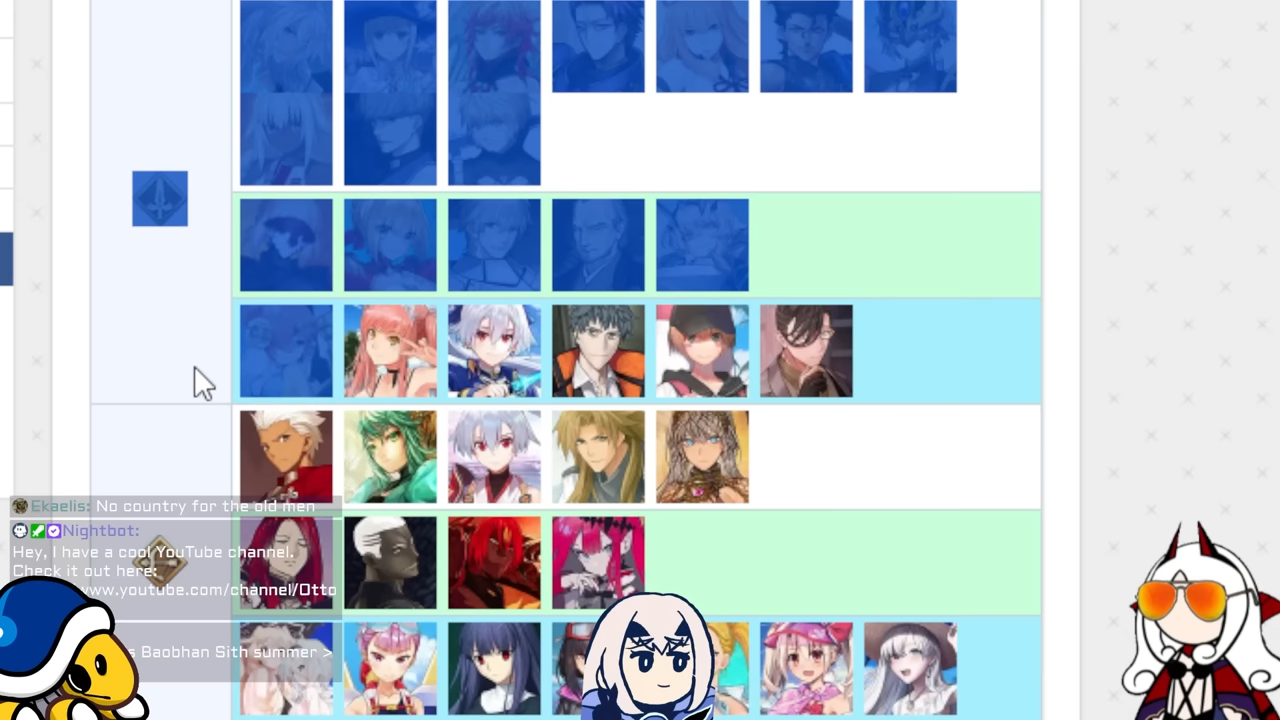 Ekaelis: No country for the old men
Nightbot:
Hey, I have a cool YouTube channel.
Check it out here:
www.youtube.com/channel/Otto
s Baobhan Sith summer >